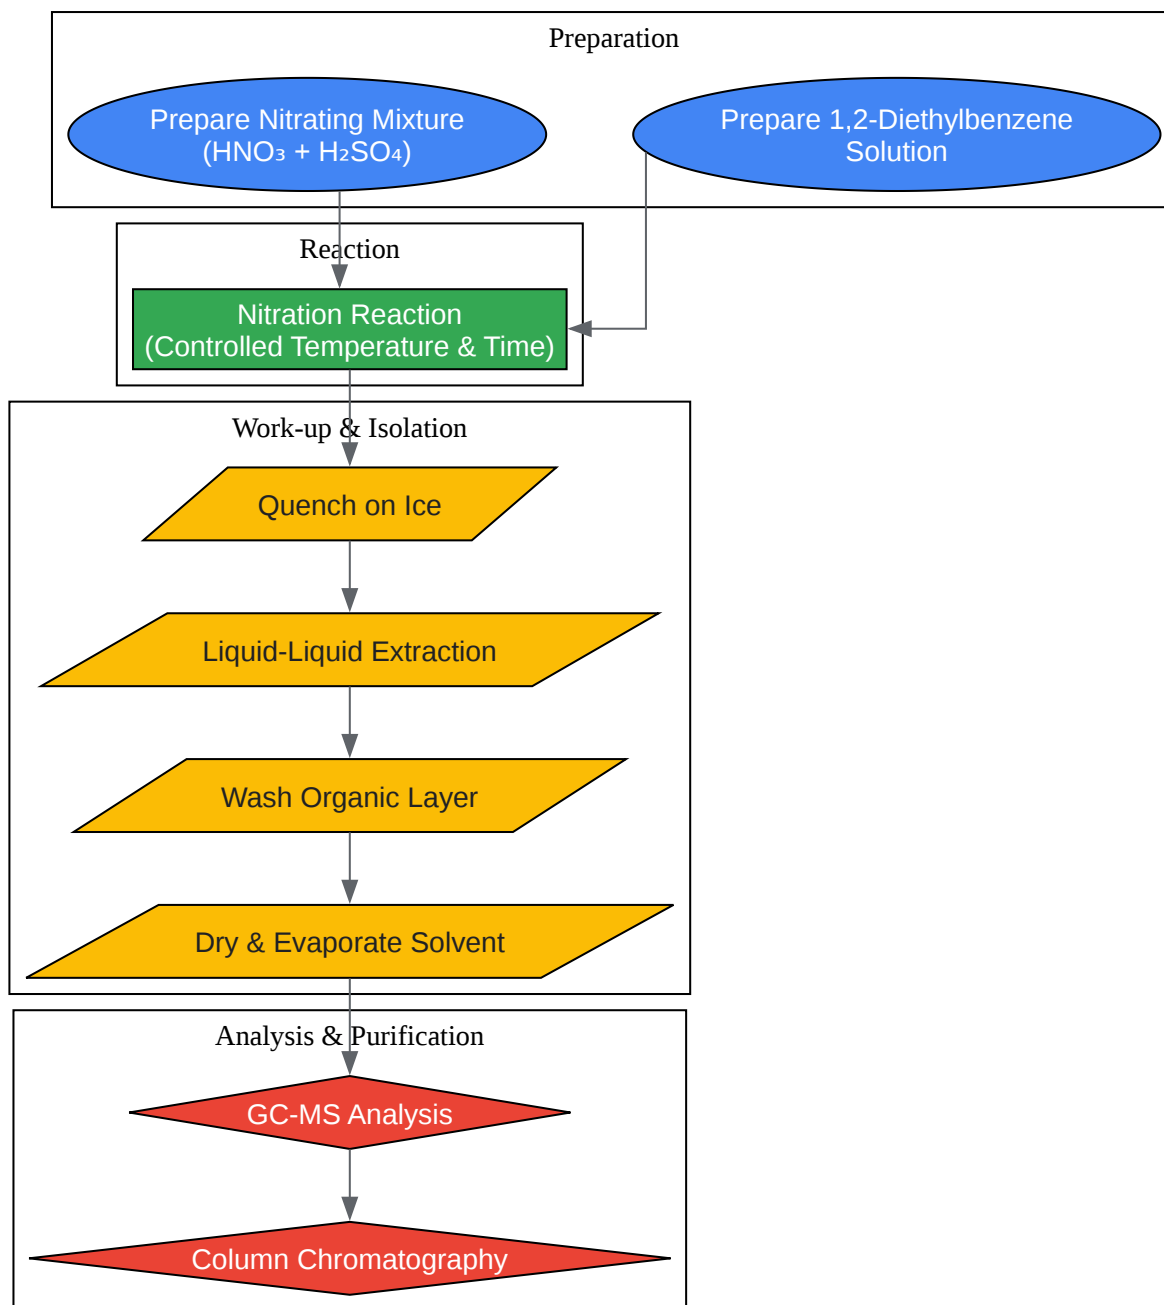 Preparation
Prepare Nitrating Mixture
(HNO₃ + H₂SO₄)
Prepare 1,2-Diethylbenzene
Solution
Reaction
Nitration Reaction
(Controlled Temperature & Time)
Work-up & Isolation
Quench on Ice
Liquid-Liquid Extraction
Wash Organic Layer
Dry & Evaporate Solvent
Analysis & Purification
GC-MS Analysis
Column Chromatography